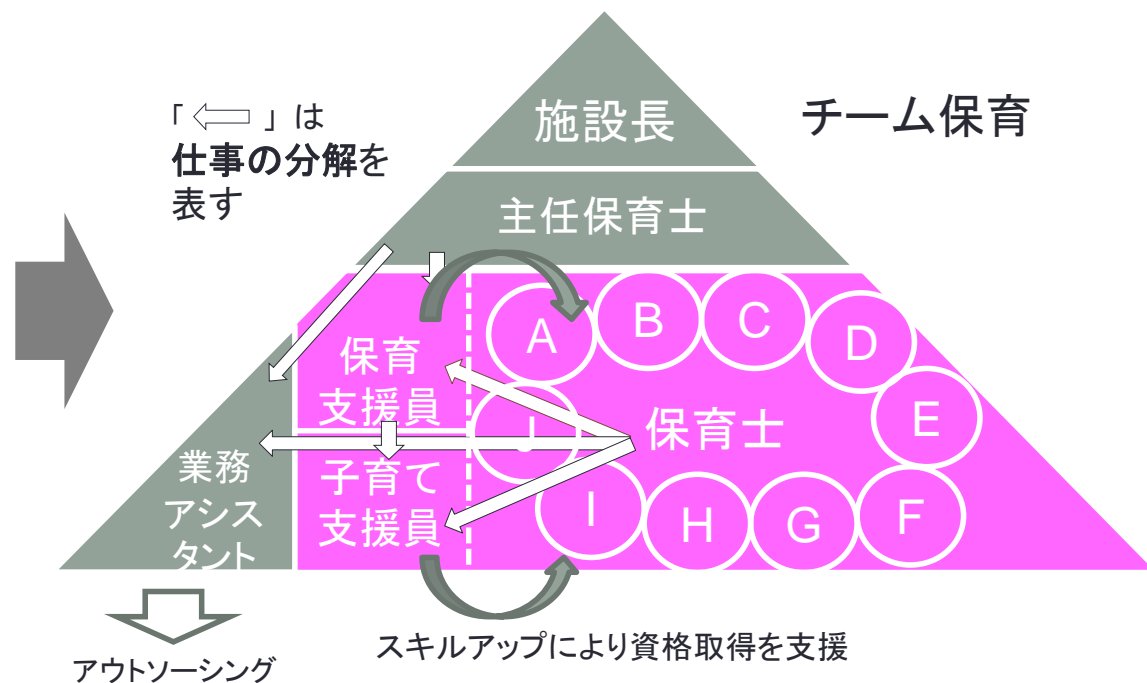 チーム保育
「 」は
仕事の分解を
表す
施設長
主任保育士
保育
支援員
子育て
支援員
業務
アシス
タント
保育士
A
B
C
D
E
F
G
H
I
J
スキルアップにより資格取得を支援
アウトソーシング